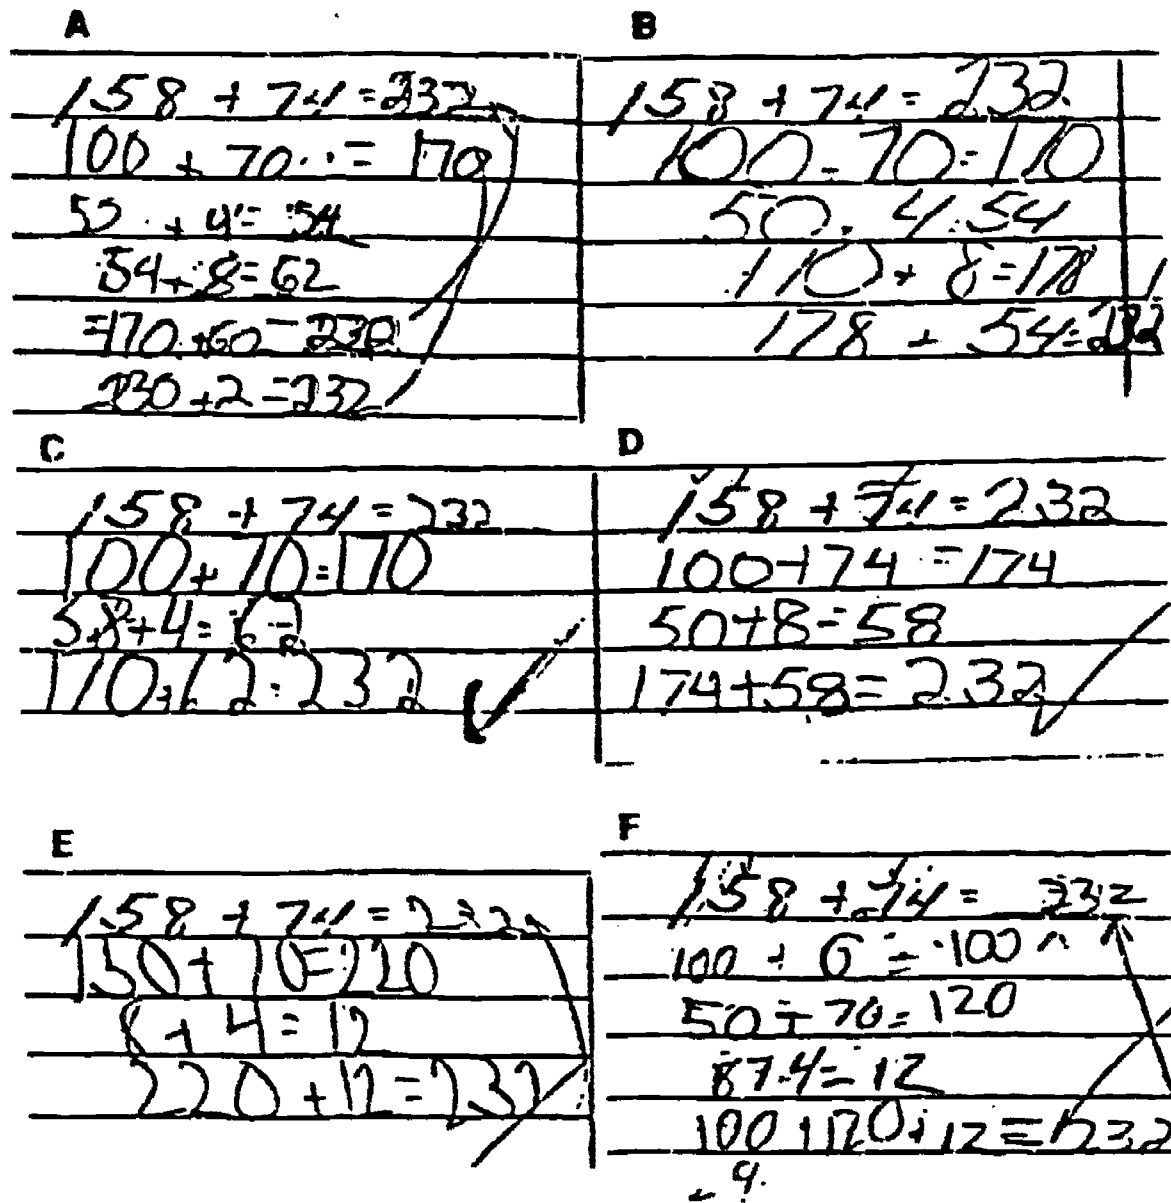 A
158 + 74 = 232
100 + 70 = 170
50 + 4 = 54
54 + 8 = 62
=170 + 60 = 230
230 + 2 = 232
B
158 + 74 = 232
100 - 70 = 170
50 . 4 . 54
170 + 8 = 178
178 + 54 = 232
C
158 + 74 = 232
100 + 70 = 170
58 + 4 = 62
170 + 62 = 232
D
158 + 74 = 232
100 + 74 = 174
50 + 8 = 58
174 + 58 = 232
E
158 + 74 = 232
150 + 70 = 220
8 + 4 = 12
220 + 12 = 232
F
158 + 74 = 232
100 + 0 = 100
50 + 70 = 120
8 + 4 = 12
100 + 120 + 12 = 232